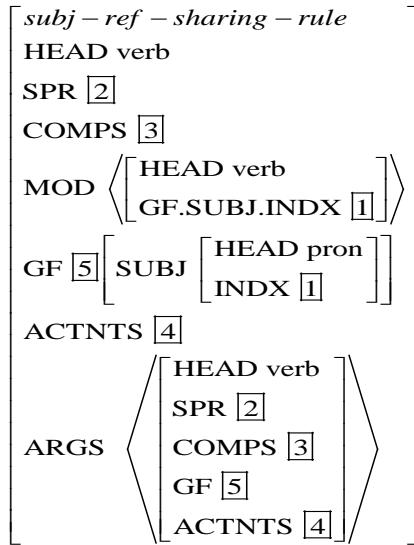 subj – ref – sharing – rule
HEAD verb
SPR 2
COMPS 3
MOD ⟨[HEAD verb
GF.SUBJ.INDX 1]⟩
GF 5 [SUBJ [HEAD pron
INDX 1]]
ACTNTS 4
ARGS ⟨[HEAD verb
SPR 2
COMPS 3
GF 5
ACTNTS 4]⟩